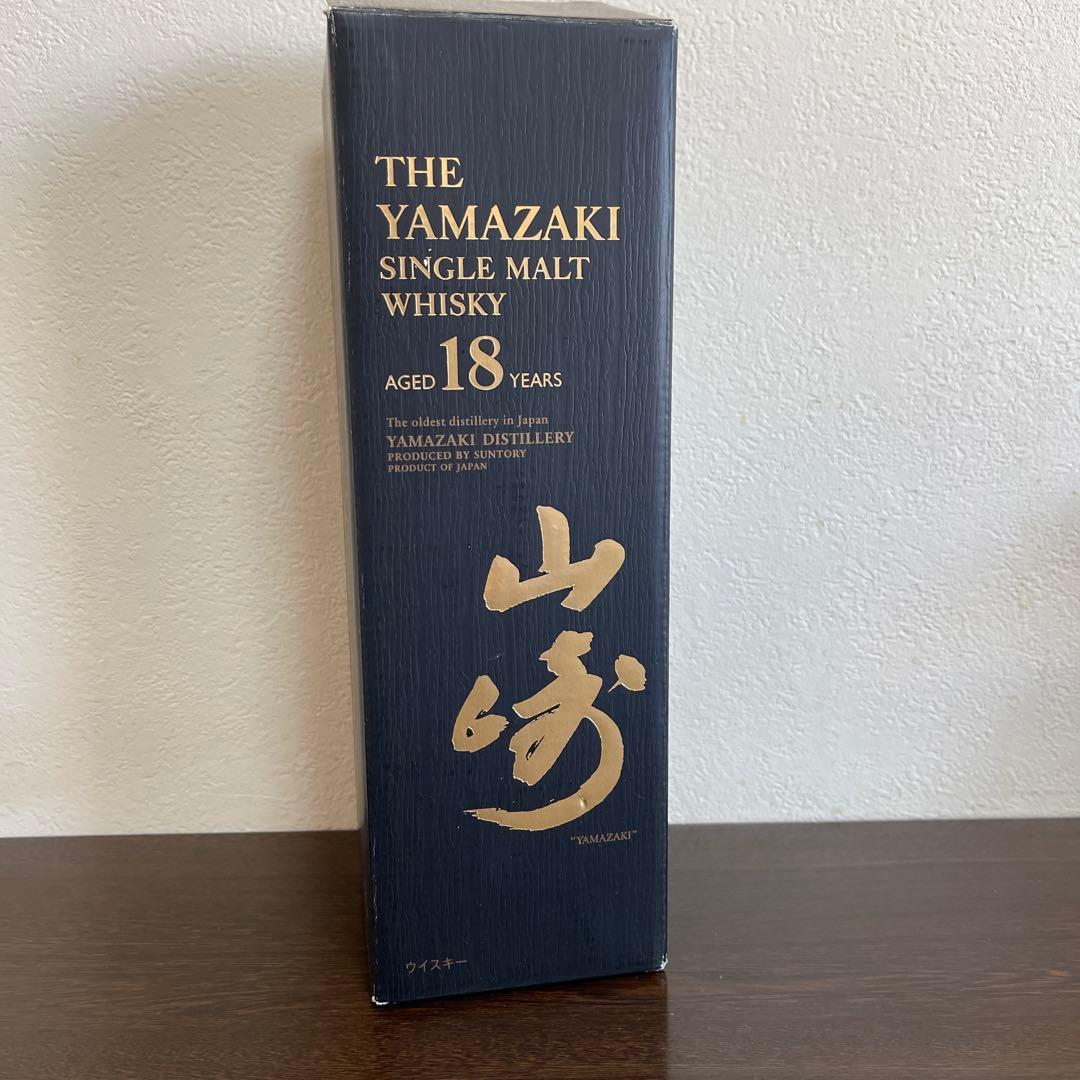 THE
YAMAZAKI
SINGLE MALT
WHISKY
AGED 18 YEARS
The oldest distillery in Japan
YAMAZAKI DISTILLERY
PRODUCED BY SUNTORY
PRODUCT OF JAPAN
山
崎
"YAMAZAKI"
ウイスキー